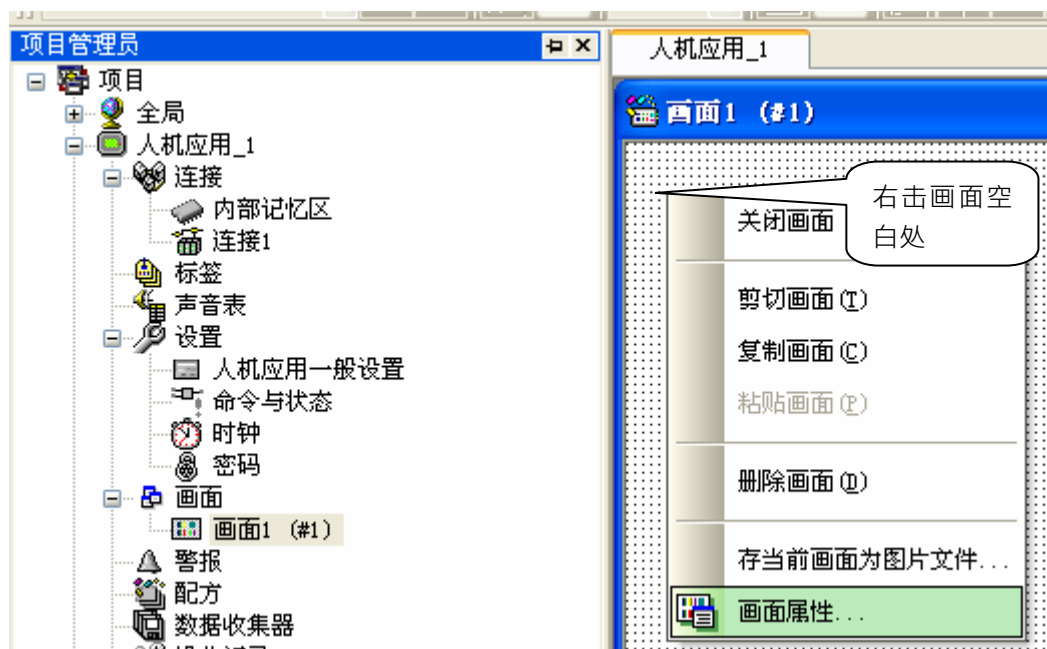 项目管理员
项目
全局
人机应用_1
连接
内部记忆区
连接1
标签
声音表
设置
人机应用一般设置
命令与状态
时钟
密码
画面
画面1 (#1)
警报
配方
数据收集器
人机应用_1
画面1 (#1)
右击画面空
白处
关闭画面
剪切画面(T)
复制画面(C)
粘贴画面(P)
删除画面(D)
存当前画面为图片文件...
画面属性...